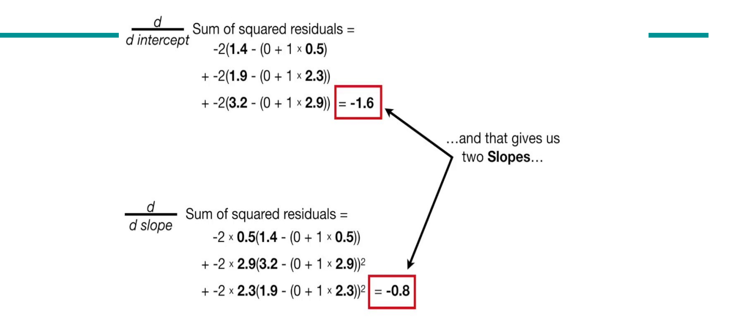 d
d intercept
Sum of squared residuals =
-2(1.4 - (0 + 1 × 0.5)
+ -2(1.9 - (0 + 1 × 2.3))
+ -2(3.2 - (0 + 1 × 2.9)) = -1.6
…and that gives us
two Slopes…
d
d slope
Sum of squared residuals =
-2 × 0.5(1.4 - (0 + 1 × 0.5))
+ -2 × 2.9(3.2 - (0 + 1 × 2.9))²
+ -2 × 2.3(1.9 - (0 + 1 × 2.3))² = -0.8